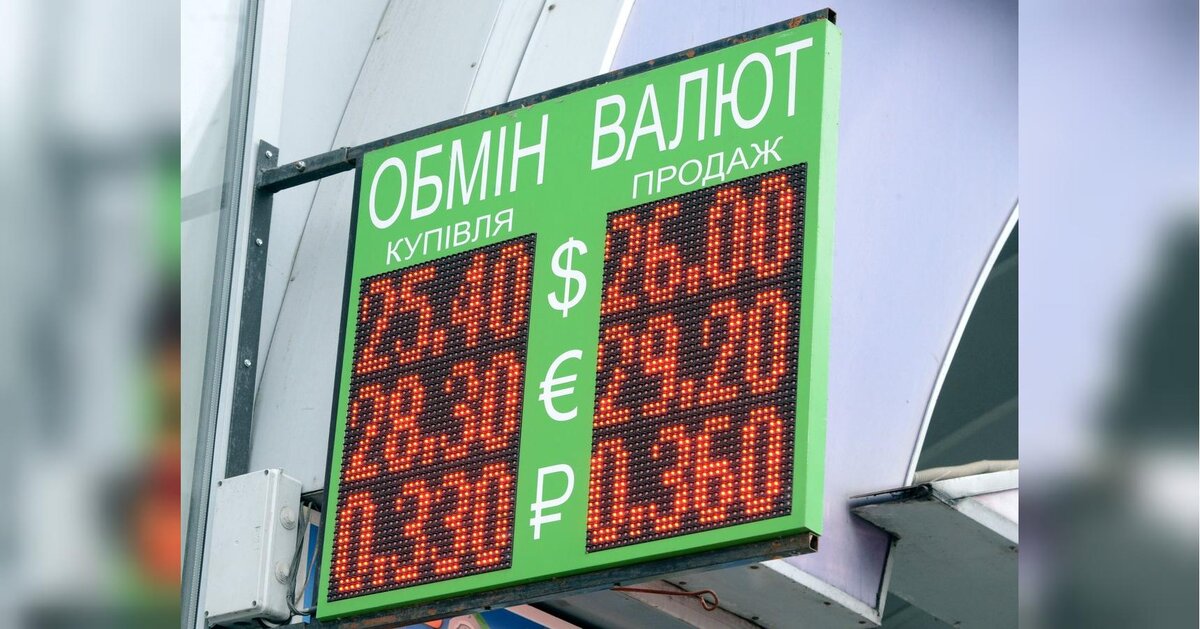 ОБМІН ВАЛЮТ
КУПІВЛЯ ПРОДАЖ
25.40 $ 26.00
28.30 € 29.20
0.330 ₽ 0.360